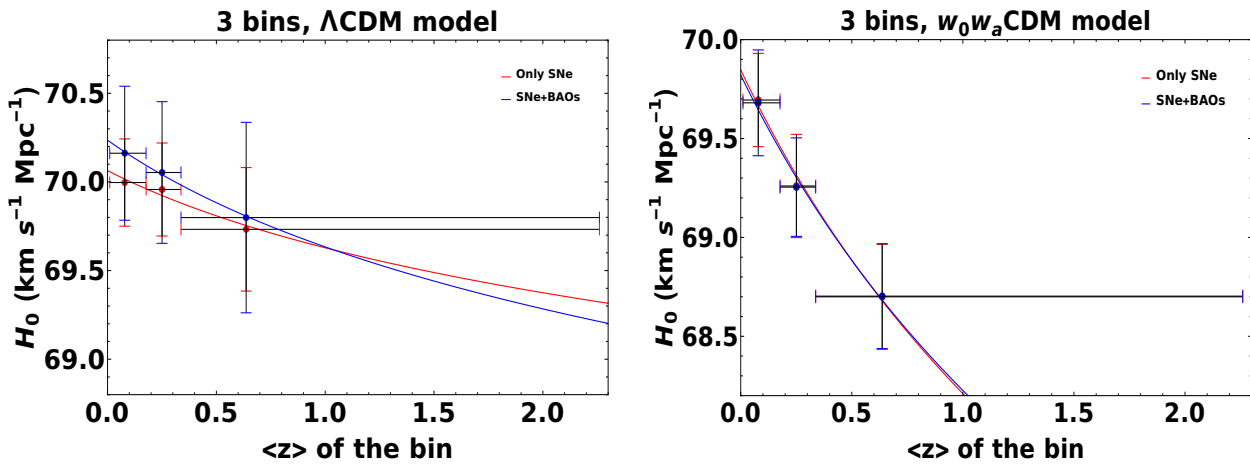 3 bins, ΛCDM model
Only SNe
SNe+BAOs
H₀ (km s⁻¹ Mpc⁻¹)
70.5
70.0
69.5
69.0
0.0 0.5 1.0 1.5 2.0
<z> of the bin
3 bins, w₀wₐCDM model
Only SNe
SNe+BAOs
H₀ (km s⁻¹ Mpc⁻¹)
70.0
69.5
69.0
68.5
0.0 0.5 1.0 1.5 2.0
<z> of the bin